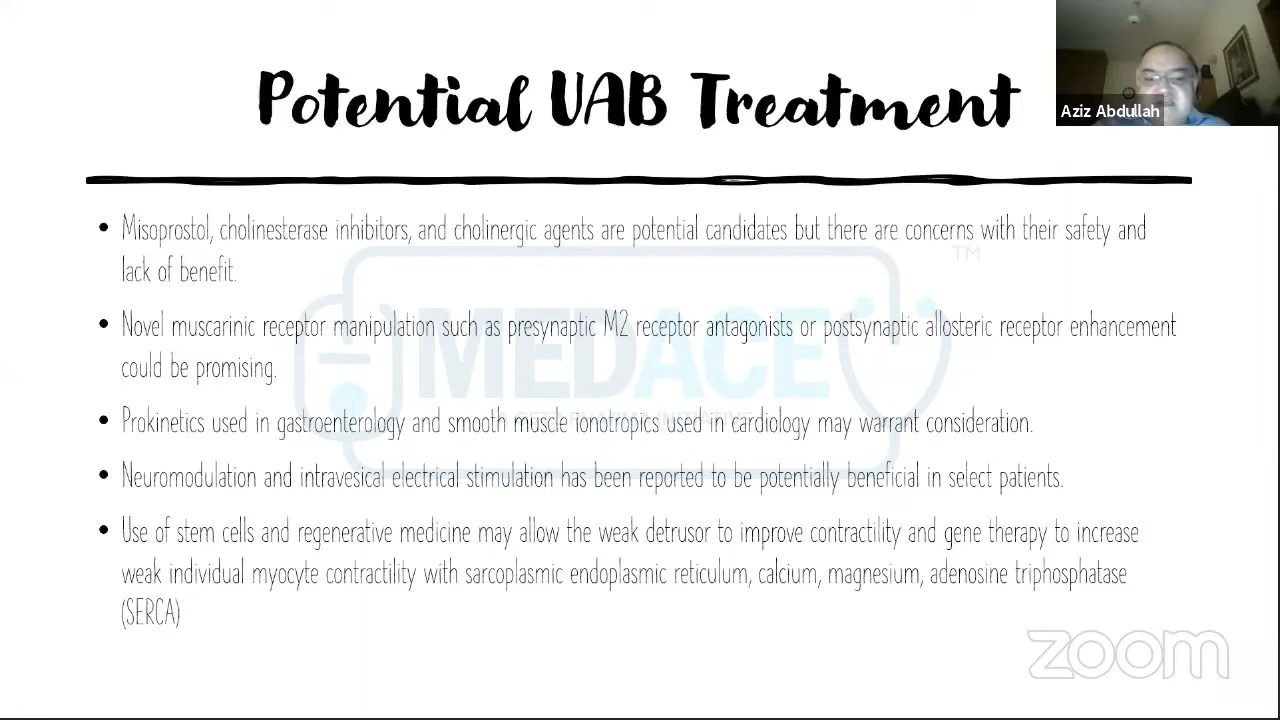 Potential UAB Treatment
Aziz Abdullah
• Misoprostol, cholinesterase inhibitors, and cholinergic agents are potential candidates but there are concerns with their safety and
lack of benefit.
• Novel muscarinic receptor manipulation such as presynaptic M2 receptor antagonists or postsynaptic allosteric receptor enhancement
could be promising.
• Prokinetics used in gastroenterology and smooth muscle ionotropics used in cardiology may warrant consideration.
• Neuromodulation and intravesical electrical stimulation has been reported to be potentially beneficial in select patients.
• Use of stem cells and regenerative medicine may allow the weak detrusor to improve contractility and gene therapy to increase
weak individual myocyte contractility with sarcoplasmic endoplasmic reticulum, calcium, magnesium, adenosine triphosphatase
(SERCA)
MEDACE
TM
zoom